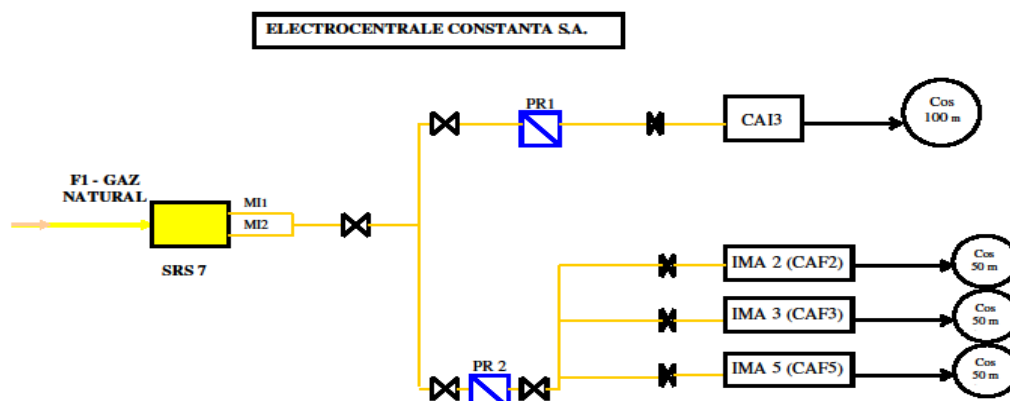 ELECTROCENTRALE CONSTANTA S.A.
PR1
CAI3
Cos
100 m
F1 - GAZ
NATURAL
MI1
MI2
SRS 7
IMA 2 (CAF2)
Cos
50 m
IMA 3 (CAF3)
Cos
50 m
PR 2
IMA 5 (CAF5)
Cos
50 m